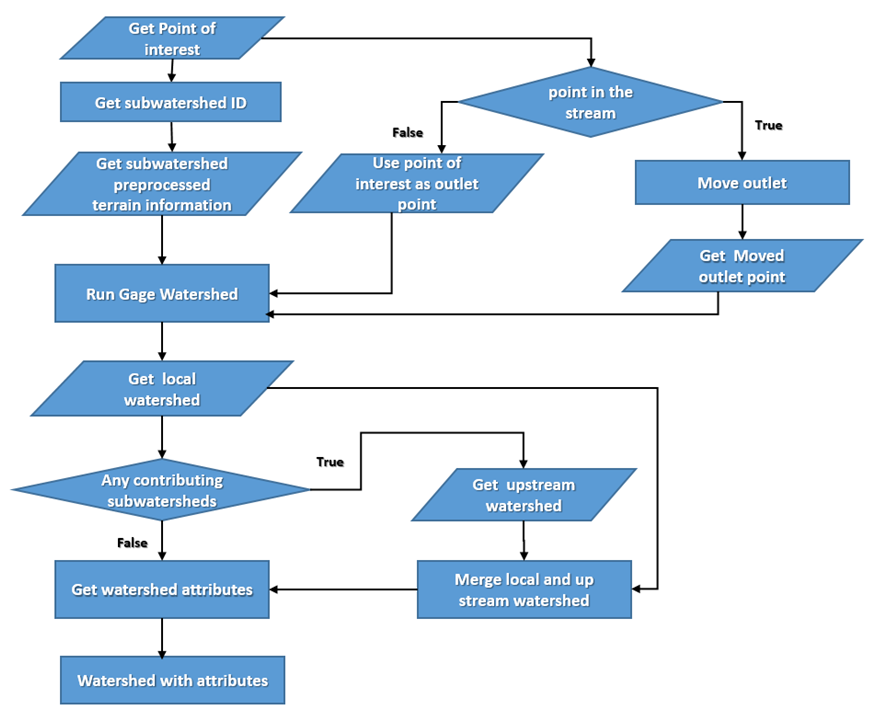 Get Point of
interest
Get subwatershed ID
point in the
stream
False
True
Get subwatershed
preprocessed
terrain information
Use point of
interest as outlet
point
Move outlet
Get Moved
outlet point
Run Gage Watershed
Get local
watershed
Any contributing
subwatersheds
True
Get upstream
watershed
False
Get watershed attributes
Merge local and up
stream watershed
Watershed with attributes